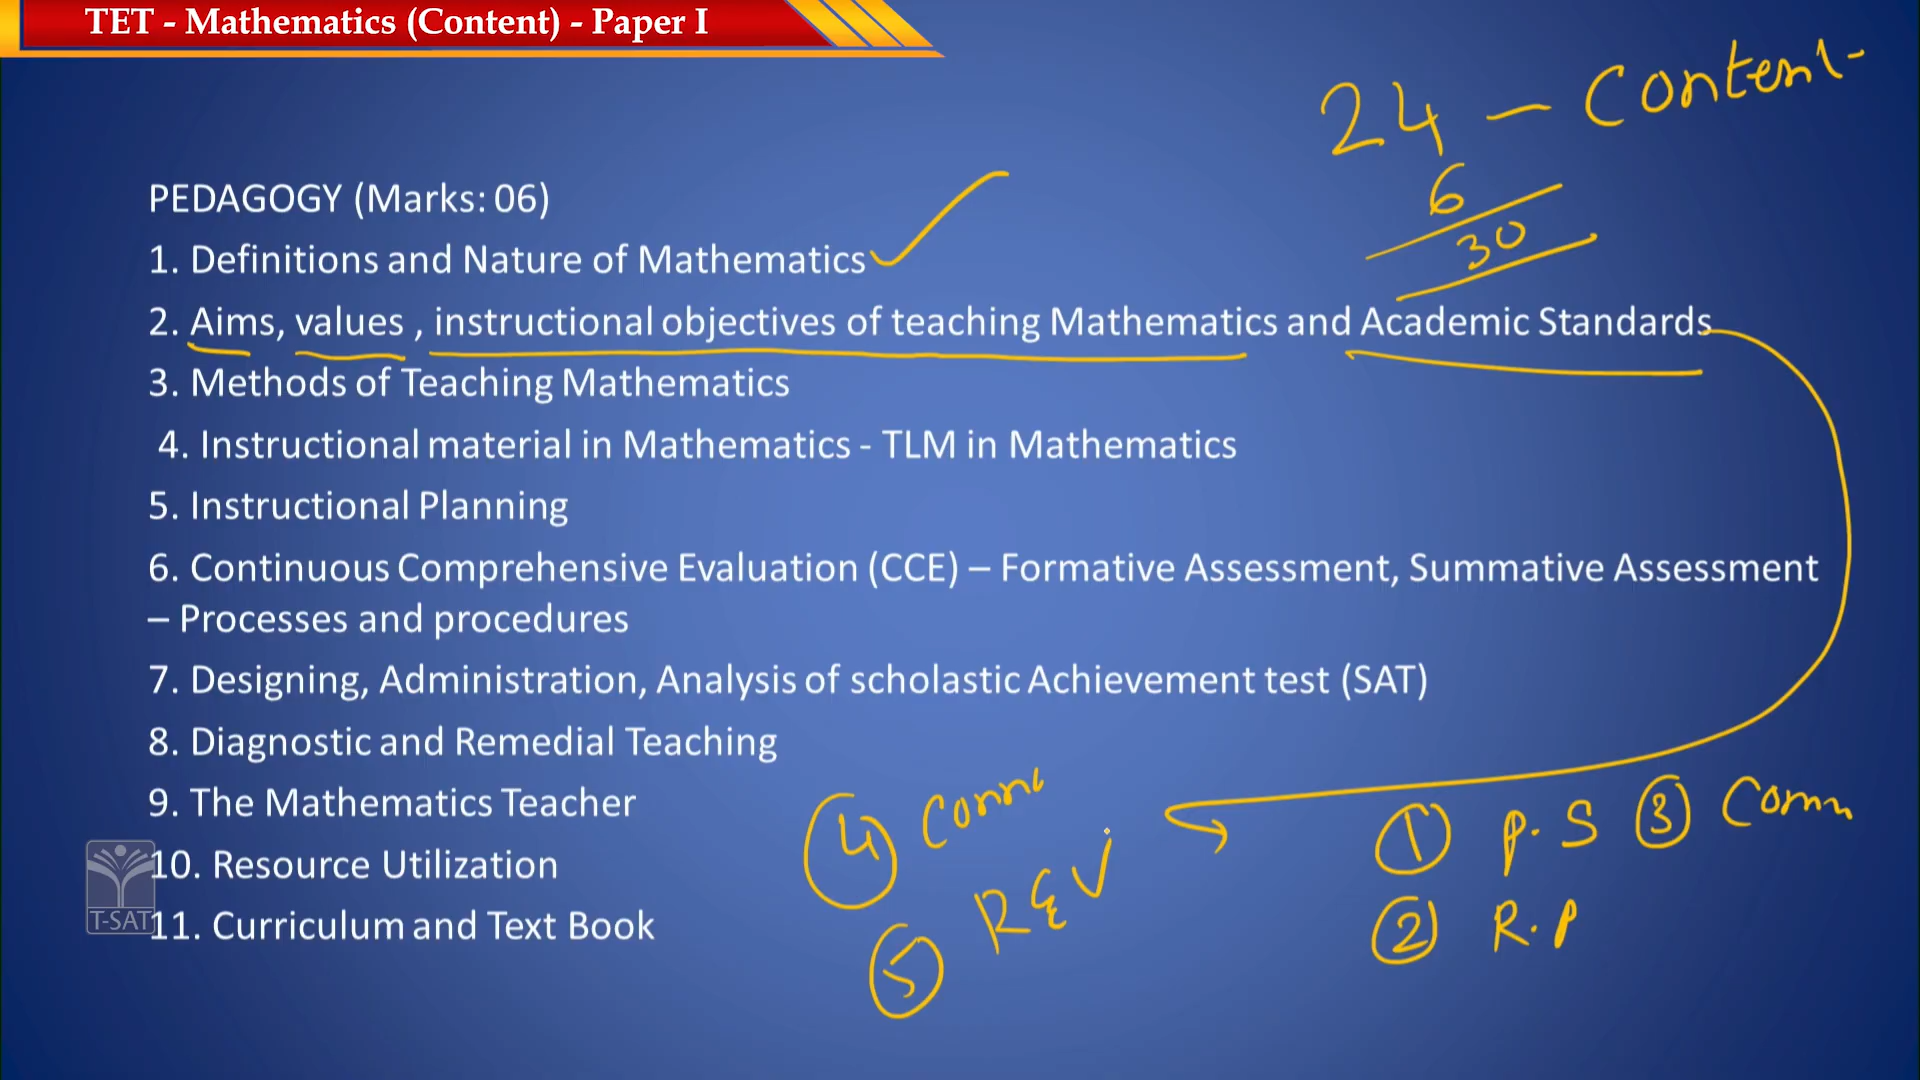 TET - Mathematics (Content) - Paper I
24 - Content-
6
30
PEDAGOGY (Marks: 06)
1. Definitions and Nature of Mathematics
2. Aims, values , instructional objectives of teaching Mathematics and Academic Standards
3. Methods of Teaching Mathematics
4. Instructional material in Mathematics - TLM in Mathematics
5. Instructional Planning
6. Continuous Comprehensive Evaluation (CCE) – Formative Assessment, Summative Assessment
– Processes and procedures
7. Designing, Administration, Analysis of scholastic Achievement test (SAT)
8. Diagnostic and Remedial Teaching
9. The Mathematics Teacher
10. Resource Utilization
11. Curriculum and Text Book
1 P.S 3 Comm
2 R.P
4 Conn
5 R&V
T-SAT